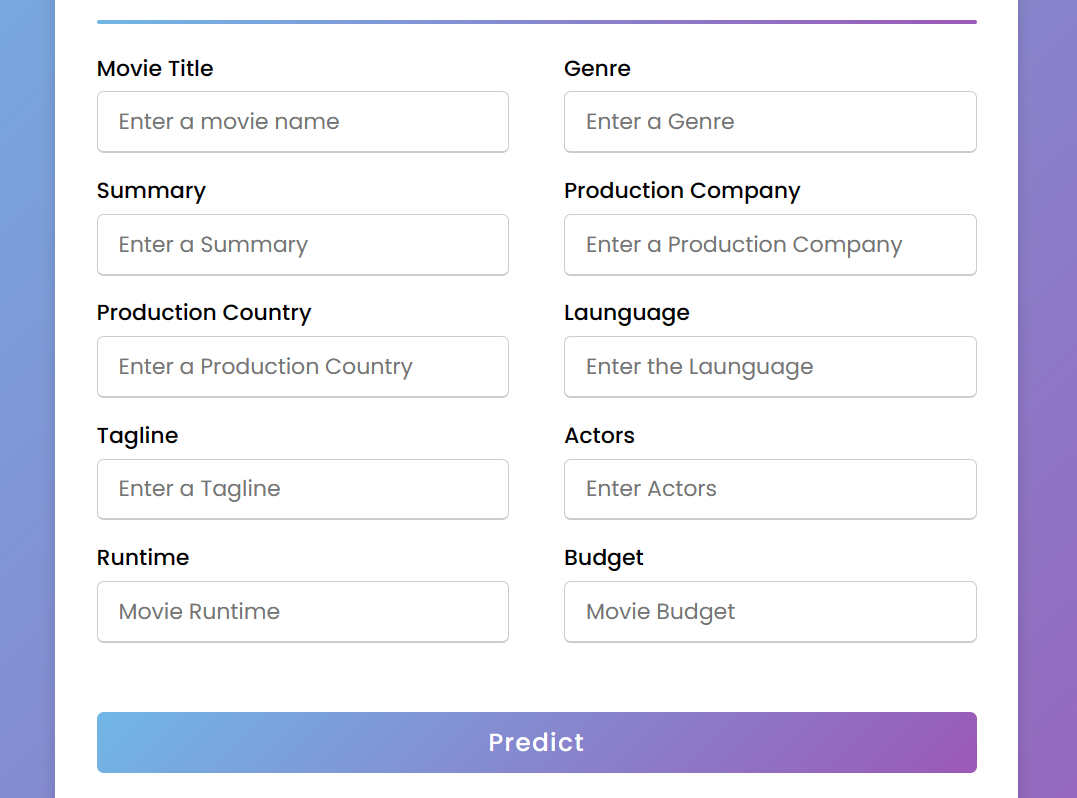 Movie Title
Genre
Enter a movie name
Enter a Genre
Summary
Production Company
Enter a Summary
Enter a Production Company
Production Country
Launguage
Enter a Production Country
Enter the Launguage
Tagline
Actors
Enter a Tagline
Enter Actors
Runtime
Budget
Movie Runtime
Movie Budget
Predict